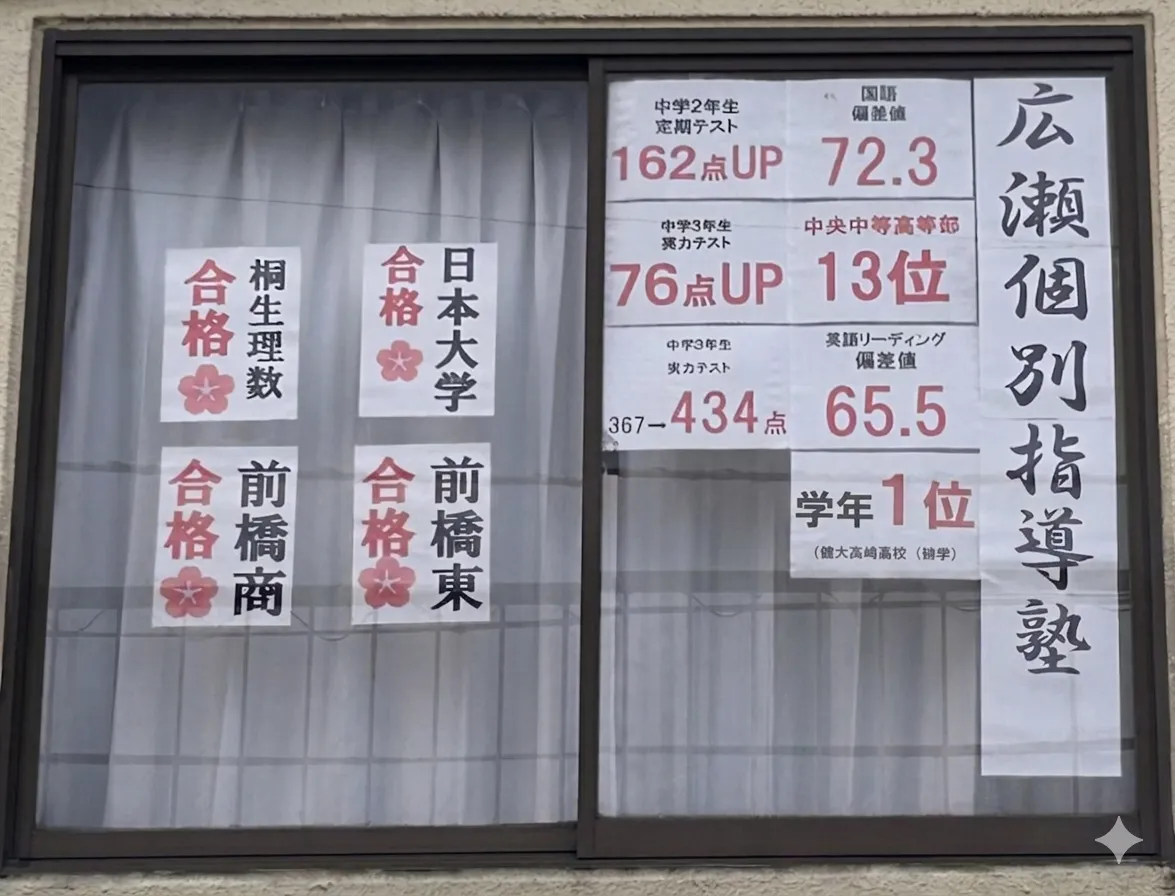 広瀬個別指導塾
国語
偏差値
72.3
中央中等高等部
13位
英語リーディング
偏差値
65.5
学年1位
(健大高崎高校
中学2年生
定期テスト
162点UP
中学3年生
実力テスト
76点UP
中学3年生
実力テスト
367→434点
日本大学
合格
桐生理数
合格
前橋東
合格
前橋商
合格